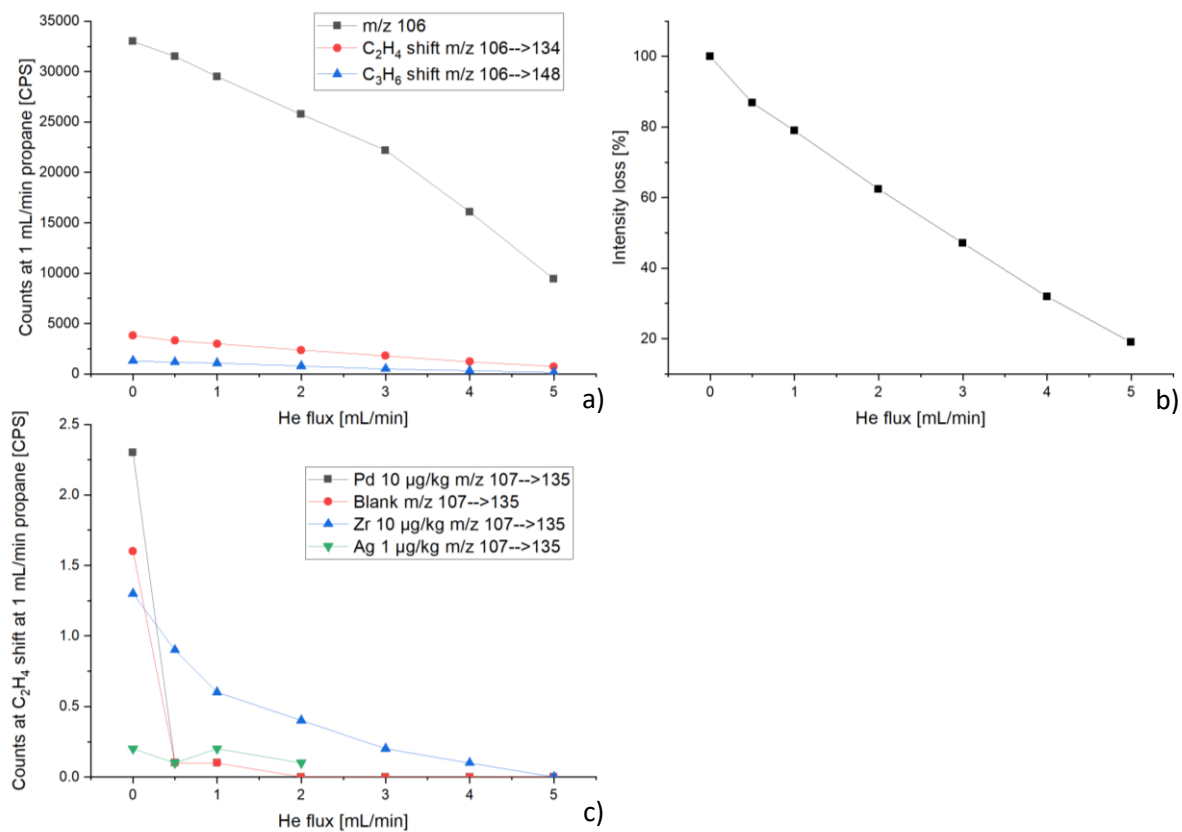 35000
30000
25000
20000
15000
10000
5000
0
Counts at 1 mL/min propane [CPS]
m/z 106
C₂H₄ shift m/z 106-->134
C₃H₆ shift m/z 106-->148
0 1 2 3 4 5
He flux [mL/min]
a)
100
80
60
40
20
Intensity loss [%]
0 1 2 3 4 5
He flux [mL/min]
b)
2.5
2.0
1.5
1.0
0.5
0.0
Counts at C₂H₄ shift at 1 mL/min propane [CPS]
Pd 10 µg/kg m/z 107-->135
Blank m/z 107-->135
Zr 10 µg/kg m/z 107-->135
Ag 1 µg/kg m/z 107-->135
0 1 2 3 4 5
He flux [mL/min]
c)